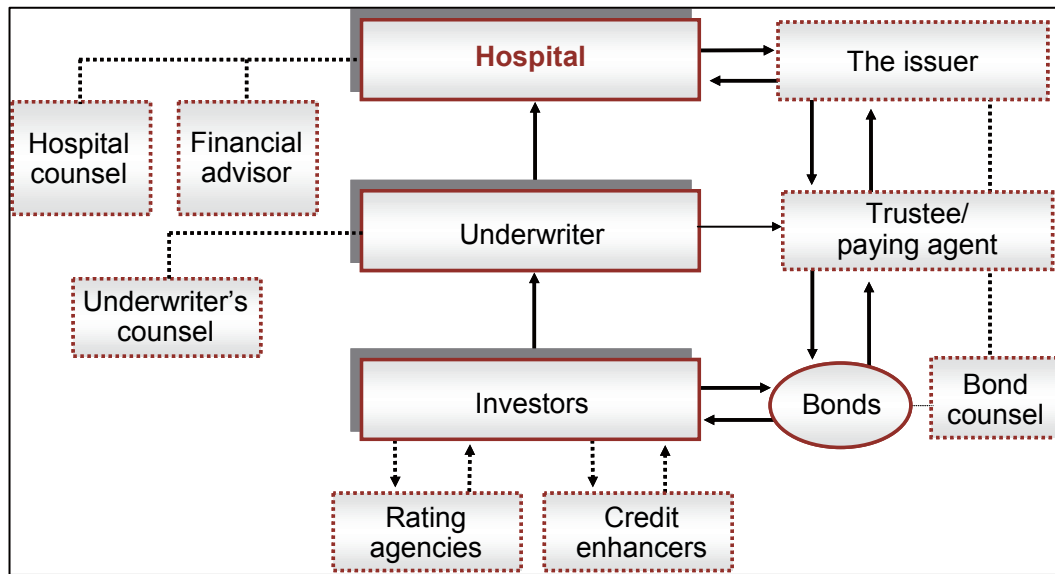 Hospital
The issuer
Hospital
counsel
Financial
advisor
Underwriter
Trustee/
paying agent
Underwriter's
counsel
Investors
Bonds
Bond
counsel
Rating
agencies
Credit
enhancers